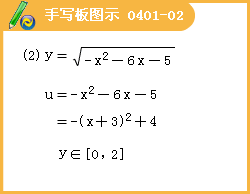 手写板图示 0401-02
(2) y = √(-x² - 6x - 5)
u = -x² - 6x - 5
= -(x + 3)² + 4
y ∈ [0, 2]